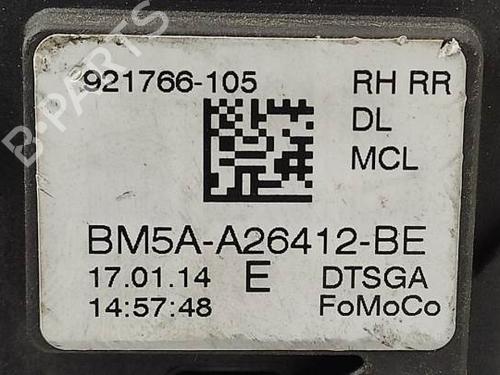 B-PARTS
921766-105 RH RR
DL
MCL
BM5A-A26412-BE
17.01.14 E DTSGA
14:57:48 FoMoCo